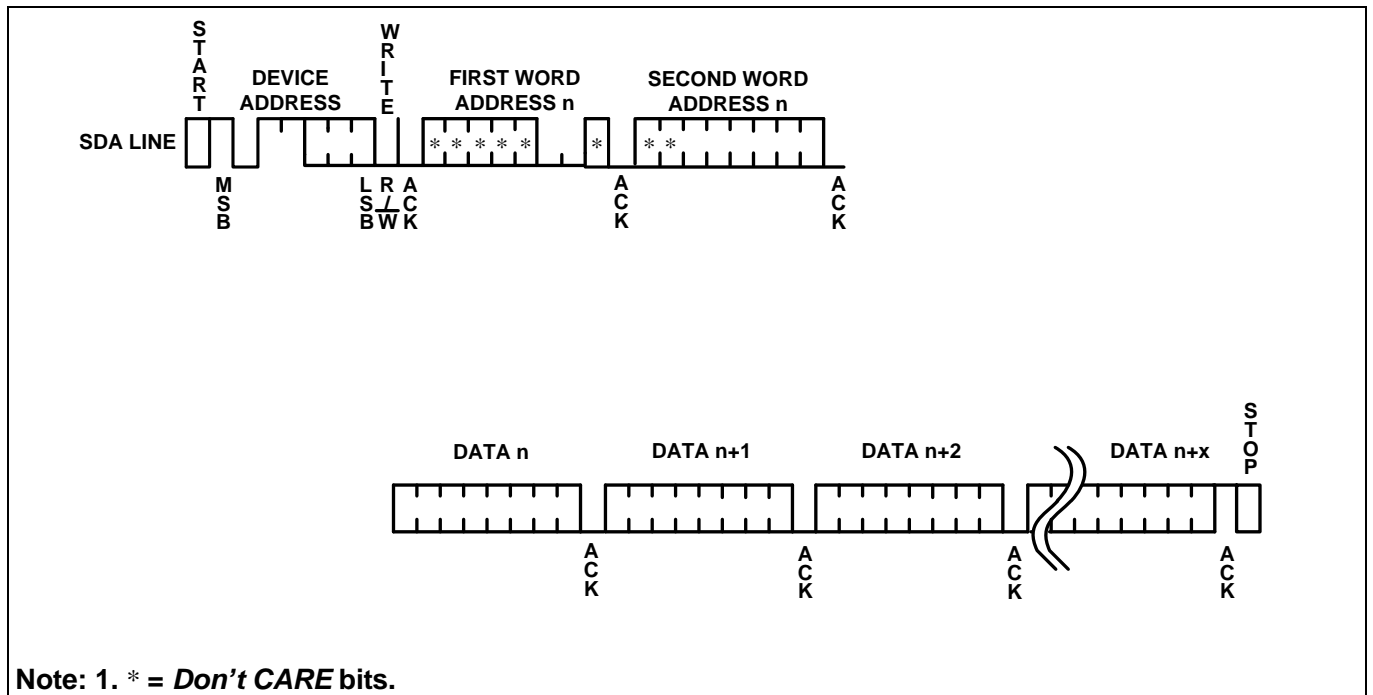 START
WRITE
DEVICE ADDRESS
FIRST WORD ADDRESS n
SECOND WORD ADDRESS n
SDA LINE
* * * * *
*
* *
MSB
LSB
R/W
ACK
ACK
ACK
STOP
DATA n
DATA n+1
DATA n+2
DATA n+x
ACK
ACK
ACK
ACK
Note: 1. * = Don't CARE bits.